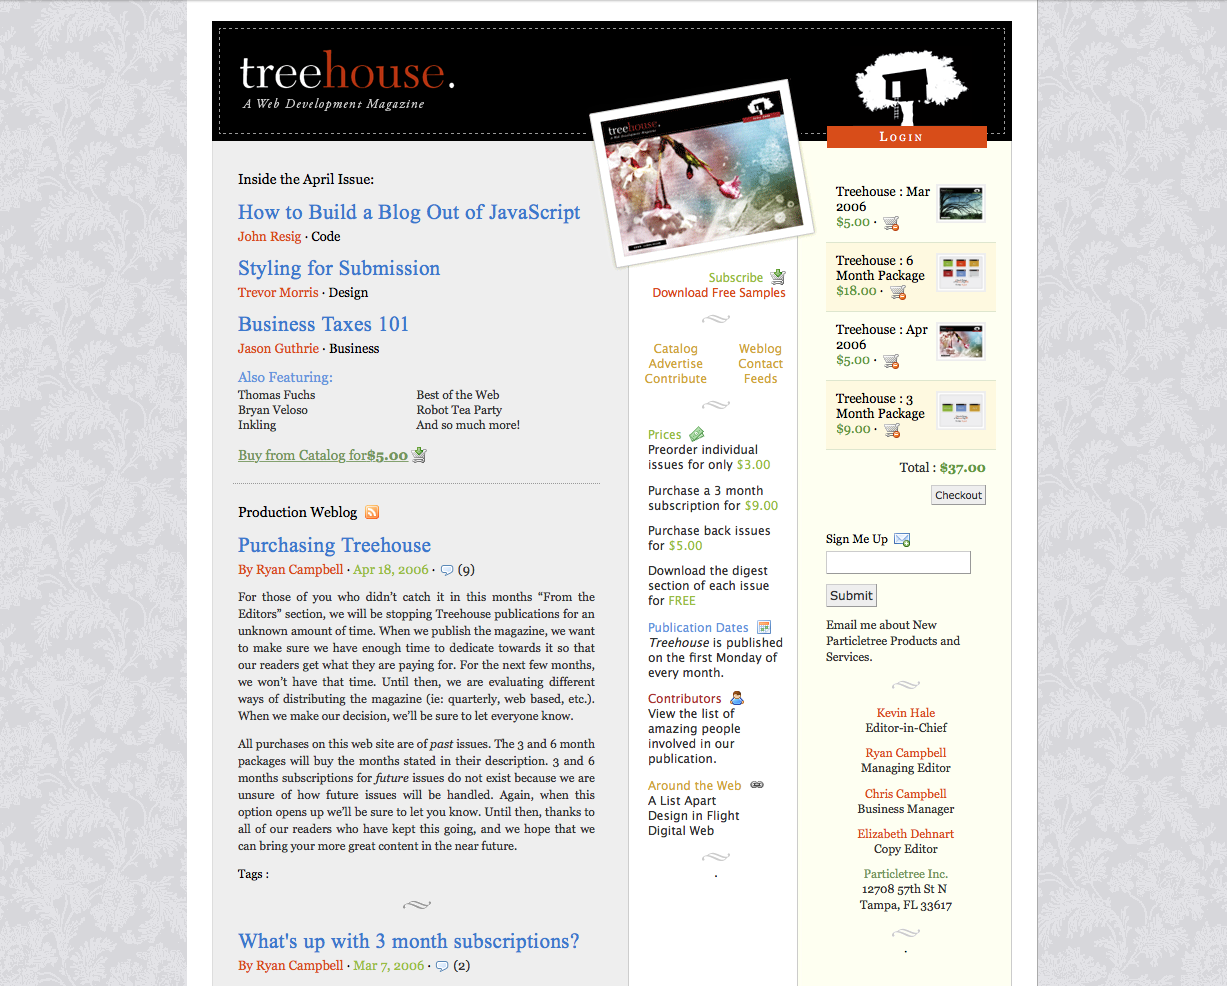 treehouse.
A Web Development Magazine
treehouse.
Login
Inside the April Issue:
How to Build a Blog Out of JavaScript
John Resig · Code
Styling for Submission
Trevor Morris · Design
Business Taxes 101
Jason Guthrie · Business
Also Featuring:
Thomas Fuchs
Bryan Veloso
Inkling
Best of the Web
Robot Tea Party
And so much more!
Buy from Catalog for$5.00
Production Weblog
Purchasing Treehouse
By Ryan Campbell · Apr 18, 2006 · (9)
For those of you who didn’t catch it in this months “From the
Editors” section, we will be stopping Treehouse publications for an
unknown amount of time. When we publish the magazine, we want
to make sure we have enough time to dedicate towards it so that
our readers get what they are paying for. For the next few months,
we won’t have that time. Until then, we are evaluating different
ways of distributing the magazine (ie: quarterly, web based, etc.).
When we make our decision, we’ll be sure to let everyone know.
All purchases on this web site are of past issues. The 3 and 6 month
packages will buy the months stated in their description. 3 and 6
months subscriptions for future issues do not exist because we are
unsure of how future issues will be handled. Again, when this
option opens up we’ll be sure to let you know. Until then, thanks to
all of our readers who have kept this going, and we hope that we
can bring your more great content in the near future.
Tags :
What's up with 3 month subscriptions?
By Ryan Campbell · Mar 7, 2006 · (2)
Subscribe
Download Free Samples
Catalog
Advertise
Contribute
Weblog
Contact
Feeds
Prices
Preorder individual
issues for only $3.00
Purchase a 3 month
subscription for $9.00
Purchase back issues
for $5.00
Download the digest
section of each issue
for FREE
Publication Dates
Treehouse is published
on the first Monday of
every month.
Contributors
View the list of
amazing people
involved in our
publication.
Around the Web
A List Apart
Design in Flight
Digital Web
.
Treehouse : Mar
2006
$5.00 ·
Treehouse : 6
Month Package
$18.00 ·
Treehouse : Apr
2006
$5.00 ·
Treehouse : 3
Month Package
$9.00 ·
Total : $37.00
Checkout
Sign Me Up
Submit
Email me about New
Particletree Products and
Services.
Kevin Hale
Editor-in-Chief
Ryan Campbell
Managing Editor
Chris Campbell
Business Manager
Elizabeth Dehnart
Copy Editor
Particletree Inc.
12708 57th St N
Tampa, FL 33617
.